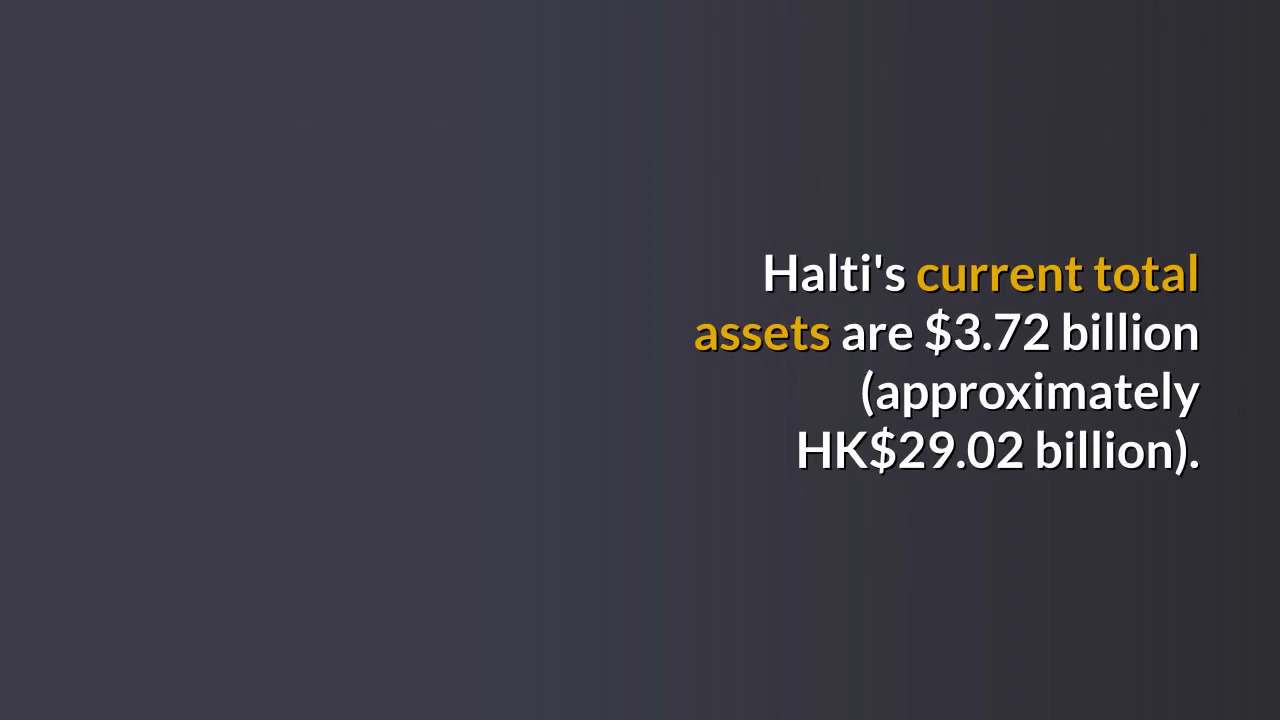 Halti's current total
assets are $3.72 billion
(approximately
HK$29.02 billion).